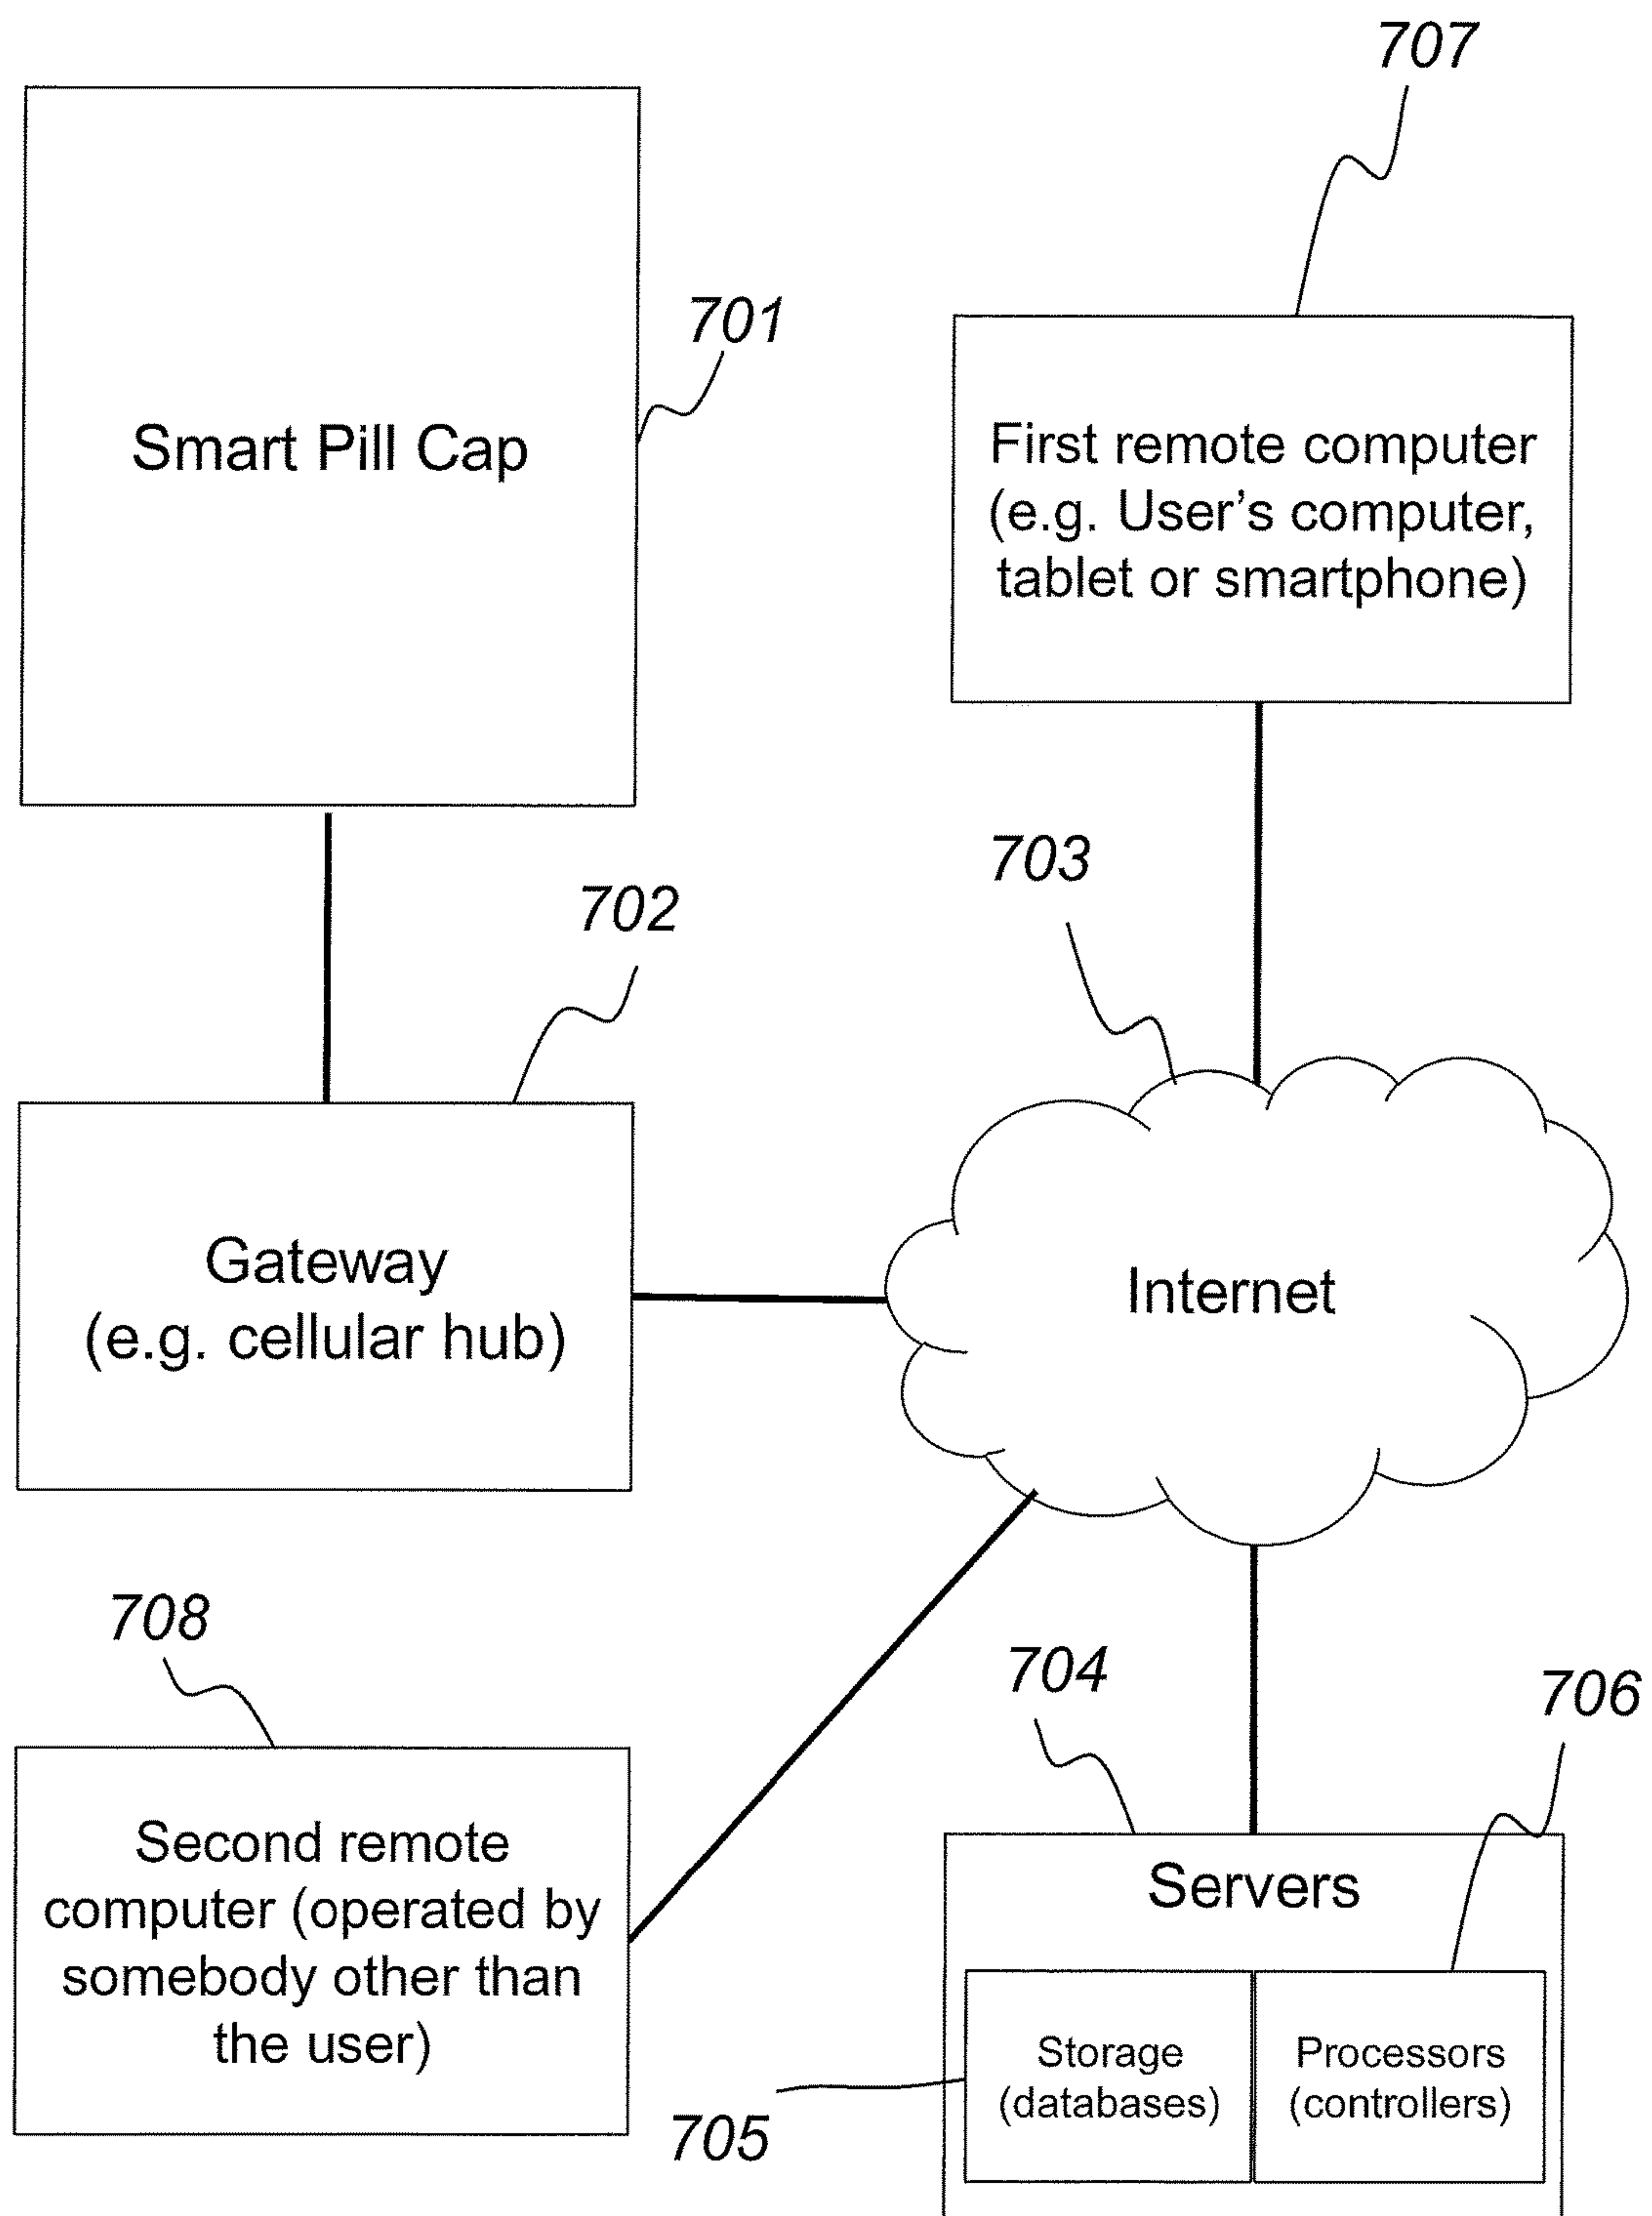 707
701
Smart Pill Cap
First remote computer
(e.g. User’s computer,
tablet or smartphone)
703
702
Gateway
(e.g. cellular hub)
Internet
708
704
706
Second remote
computer (operated by
somebody other than
the user)
Servers
Storage
(databases)
Processors
(controllers)
705